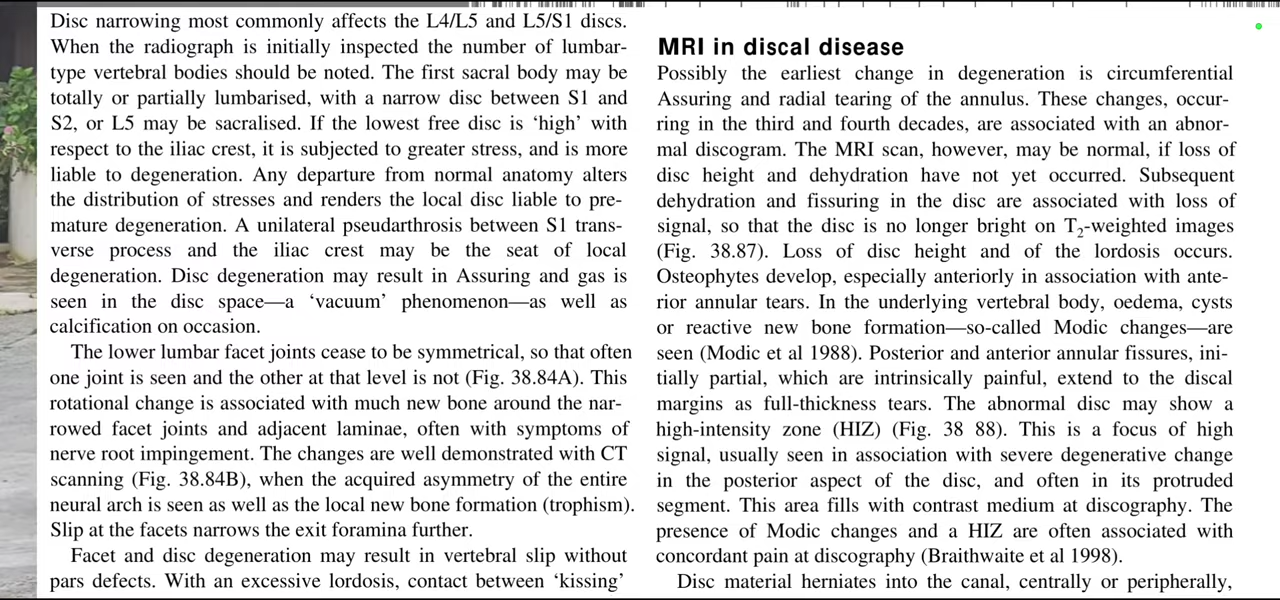 Disc narrowing most commonly affects the L4/L5 and L5/S1 discs.
When the radiograph is initially inspected the number of lumbar-
type vertebral bodies should be noted. The first sacral body may be
totally or partially lumbarised, with a narrow disc between S1 and
S2, or L5 may be sacralised. If the lowest free disc is ‘high’ with
respect to the iliac crest, it is subjected to greater stress, and is more
liable to degeneration. Any departure from normal anatomy alters
the distribution of stresses and renders the local disc liable to pre-
mature degeneration. A unilateral pseudarthrosis between S1 trans-
verse process and the iliac crest may be the seat of local
degeneration. Disc degeneration may result in Assuring and gas is
seen in the disc space—a ‘vacuum’ phenomenon—as well as
calcification on occasion.
The lower lumbar facet joints cease to be symmetrical, so that often
one joint is seen and the other at that level is not (Fig. 38.84A). This
rotational change is associated with much new bone around the nar-
rowed facet joints and adjacent laminae, often with symptoms of
nerve root impingement. The changes are well demonstrated with CT
scanning (Fig. 38.84B), when the acquired asymmetry of the entire
neural arch is seen as well as the local new bone formation (trophism).
Slip at the facets narrows the exit foramina further.
Facet and disc degeneration may result in vertebral slip without
pars defects. With an excessive lordosis, contact between ‘kissing’
MRI in discal disease
Possibly the earliest change in degeneration is circumferential
Assuring and radial tearing of the annulus. These changes, occur-
ring in the third and fourth decades, are associated with an abnor-
mal discogram. The MRI scan, however, may be normal, if loss of
disc height and dehydration have not yet occurred. Subsequent
dehydration and fissuring in the disc are associated with loss of
signal, so that the disc is no longer bright on T2-weighted images
(Fig. 38.87). Loss of disc height and of the lordosis occurs.
Osteophytes develop, especially anteriorly in association with ante-
rior annular tears. In the underlying vertebral body, oedema, cysts
or reactive new bone formation—so-called Modic changes—are
seen (Modic et al 1988). Posterior and anterior annular fissures, ini-
tially partial, which are intrinsically painful, extend to the discal
margins as full-thickness tears. The abnormal disc may show a
high-intensity zone (HIZ) (Fig. 38 88). This is a focus of high
signal, usually seen in association with severe degenerative change
in the posterior aspect of the disc, and often in its protruded
segment. This area fills with contrast medium at discography. The
presence of Modic changes and a HIZ are often associated with
concordant pain at discography (Braithwaite et al 1998).
Disc material herniates into the canal, centrally or peripherally,